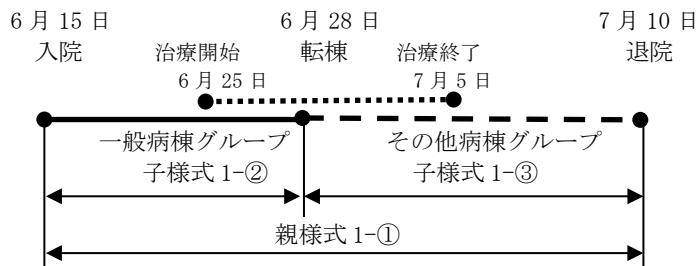 6 月 15 日 6 月 28 日 7 月 10 日
入院 治療開始 転棟 治療終了 退院
6 月 25 日 7 月 5 日
一般病棟グループ その他病棟グループ
子様式 1-② 子様式 1-③
親様式 1-①